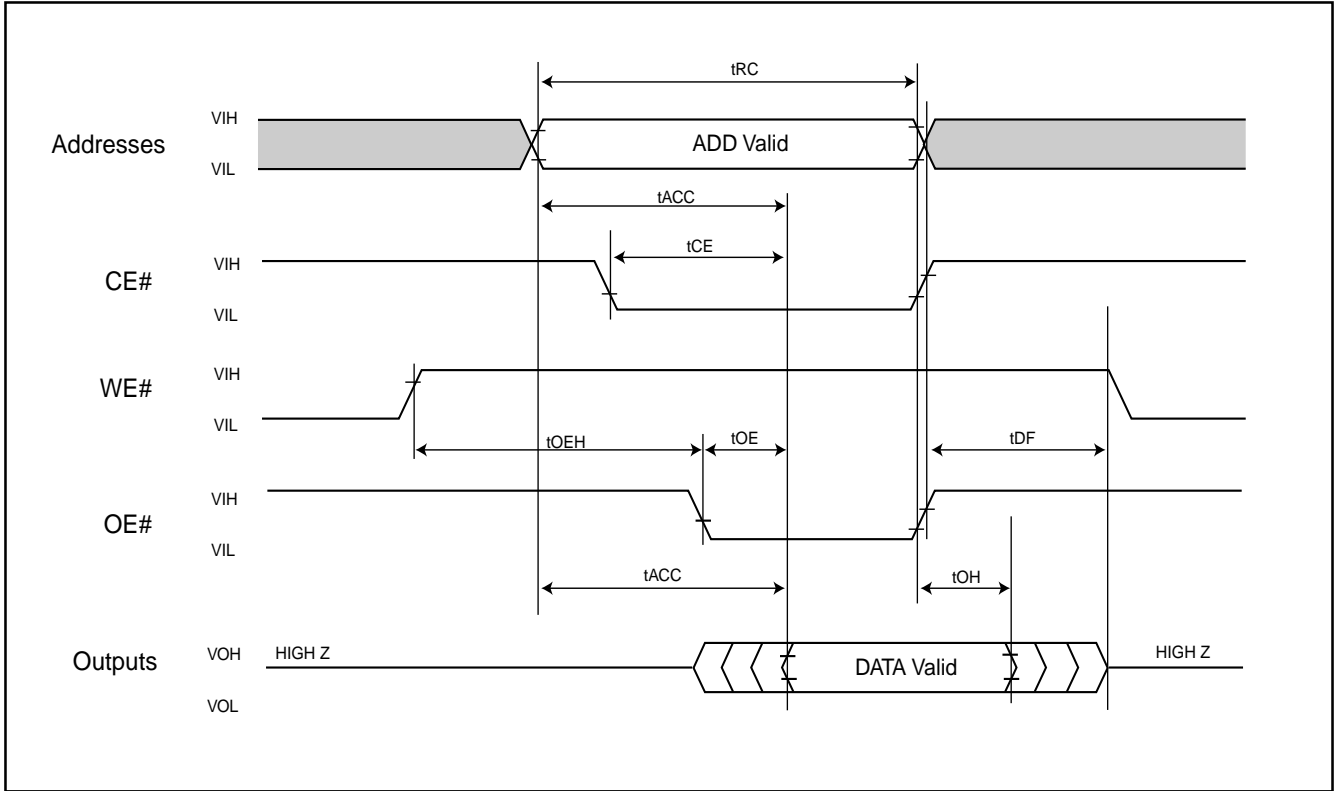 tRC
VIH
Addresses
ADD Valid
VIL
tACC
tCE
VIH
CE#
VIL
VIH
WE#
VIL
tOEH
tOE
tDF
VIH
OE#
VIL
tACC
tOH
VOH
HIGH Z
Outputs
DATA Valid
HIGH Z
VOL